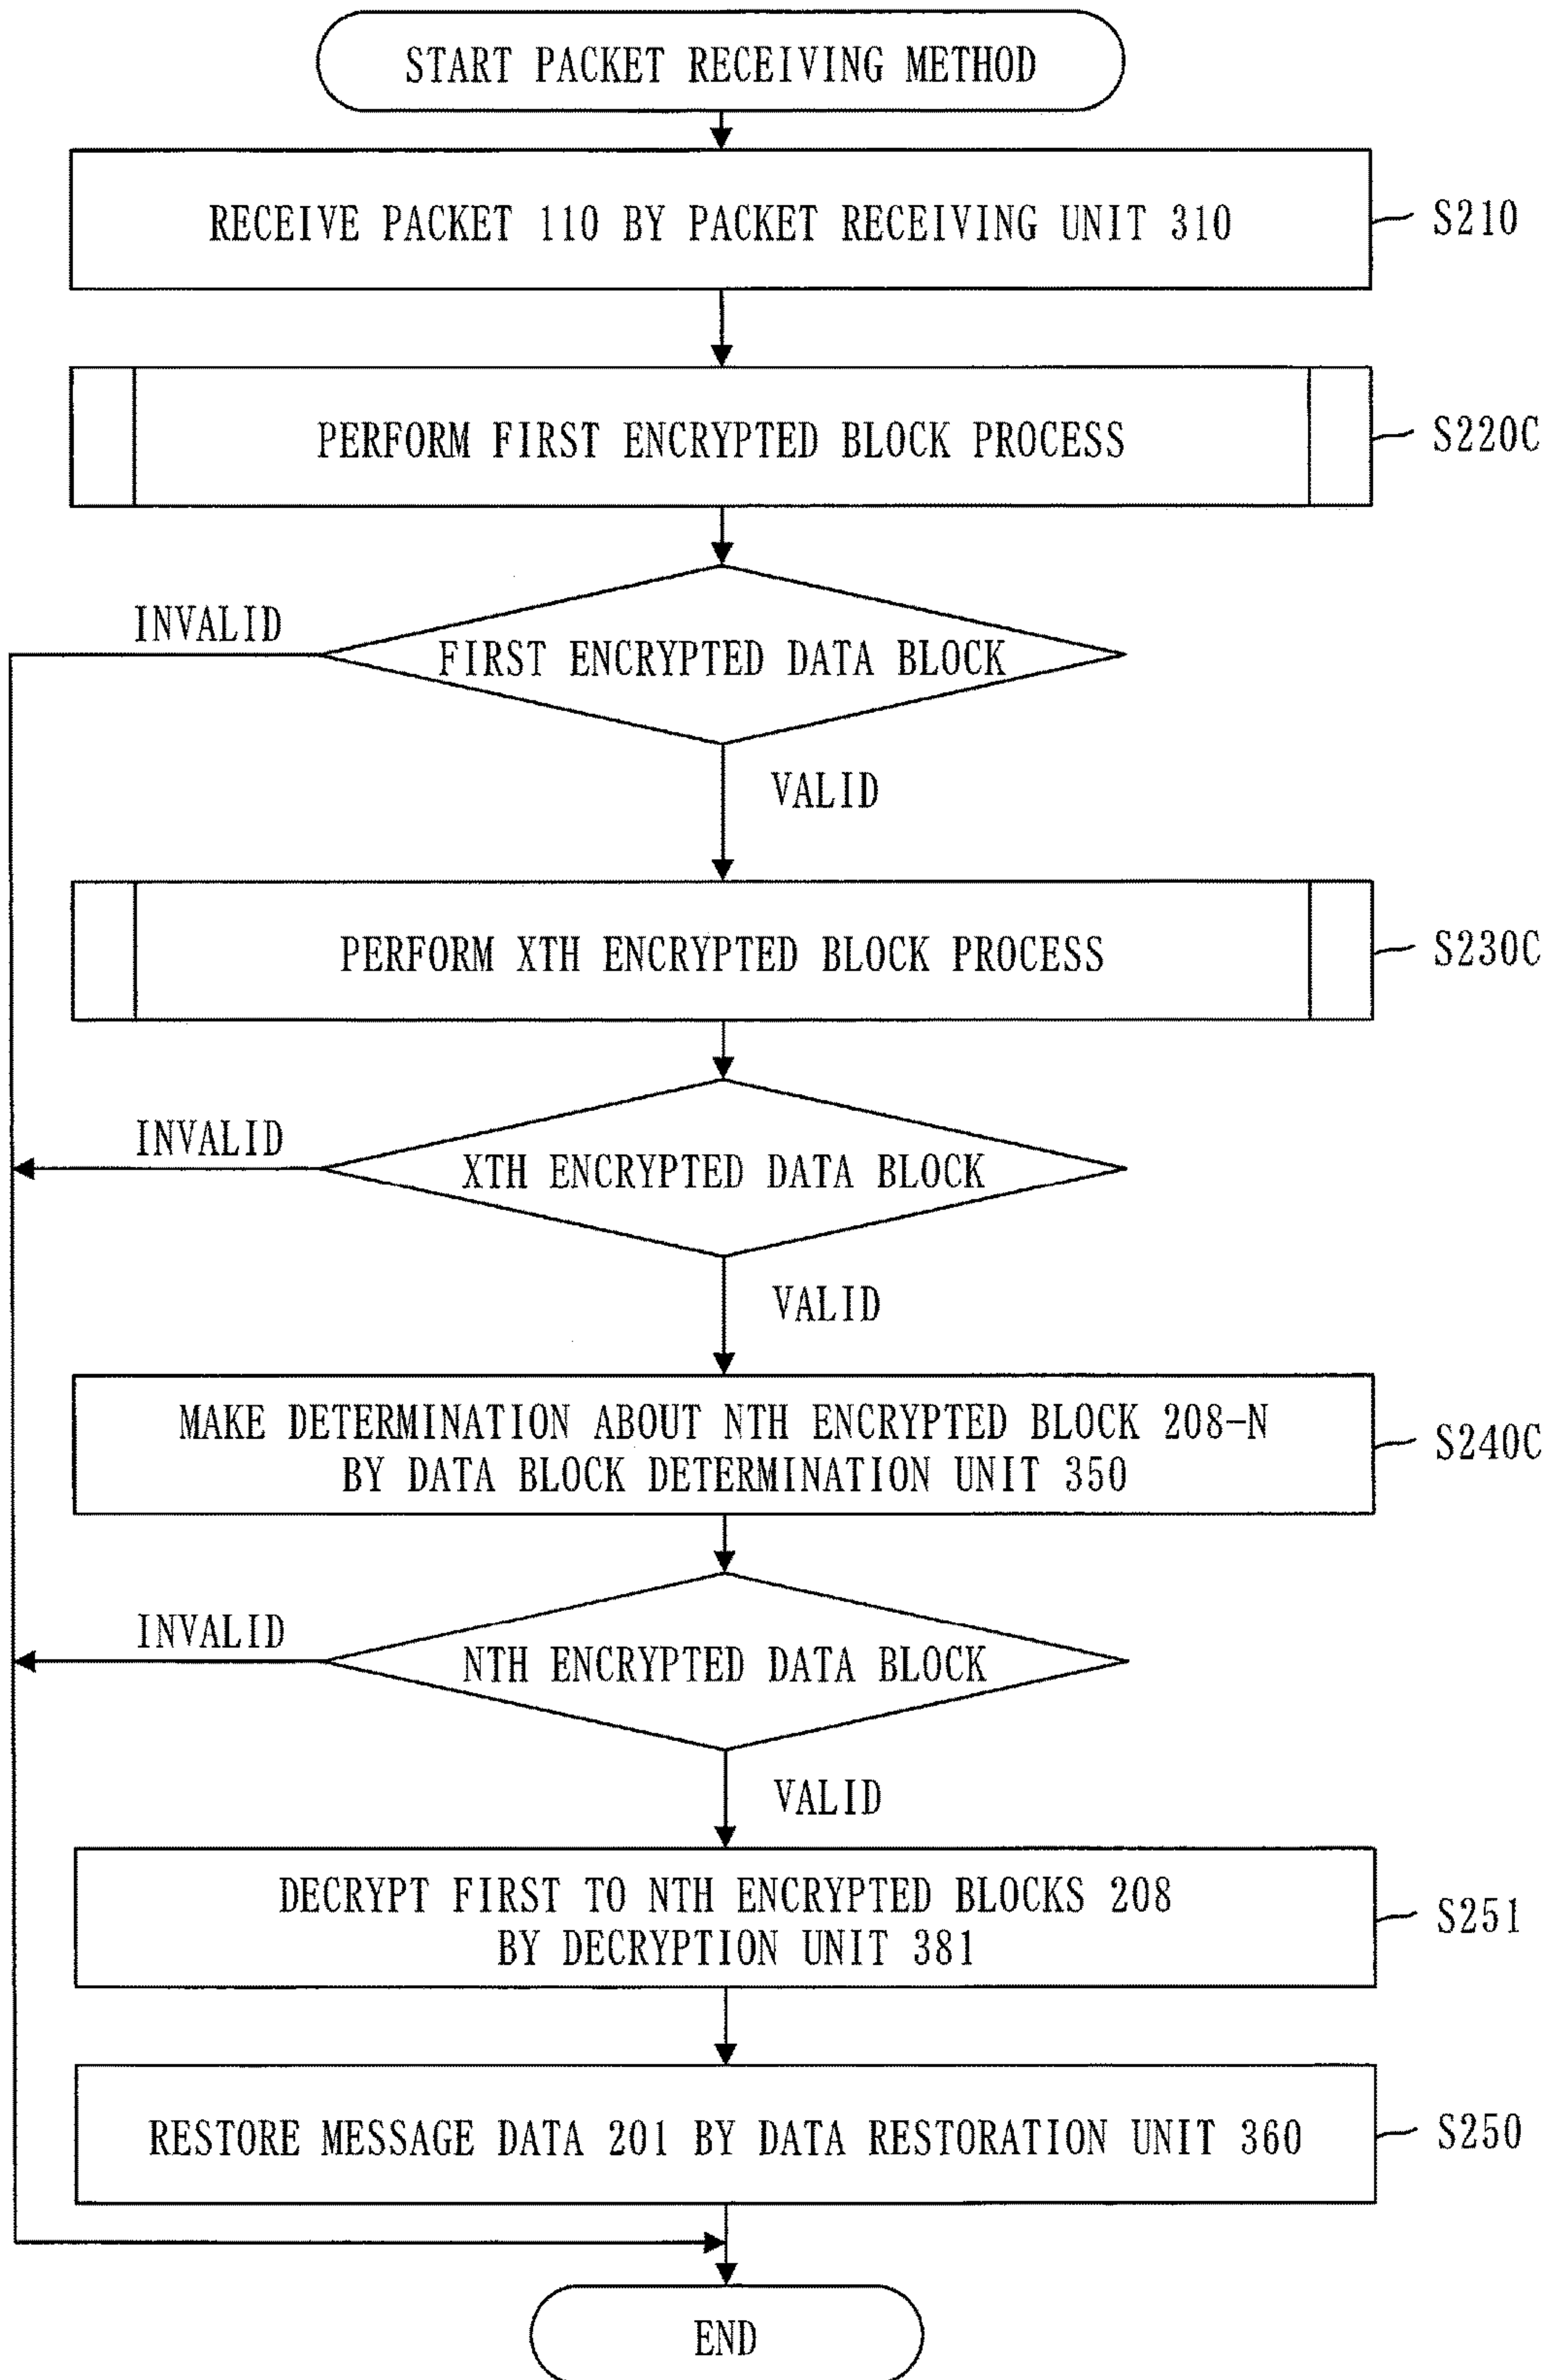 START PACKET RECEIVING METHOD
RECEIVE PACKET 110 BY PACKET RECEIVING UNIT 310
S210
PERFORM FIRST ENCRYPTED BLOCK PROCESS
S220C
INVALID
FIRST ENCRYPTED DATA BLOCK
VALID
PERFORM XTH ENCRYPTED BLOCK PROCESS
S230C
INVALID
XTH ENCRYPTED DATA BLOCK
VALID
MAKE DETERMINATION ABOUT NTH ENCRYPTED BLOCK 208-N
BY DATA BLOCK DETERMINATION UNIT 350
S240C
INVALID
NTH ENCRYPTED DATA BLOCK
VALID
DECRYPT FIRST TO NTH ENCRYPTED BLOCKS 208
BY DECRYPTION UNIT 381
S251
RESTORE MESSAGE DATA 201 BY DATA RESTORATION UNIT 360
S250
END